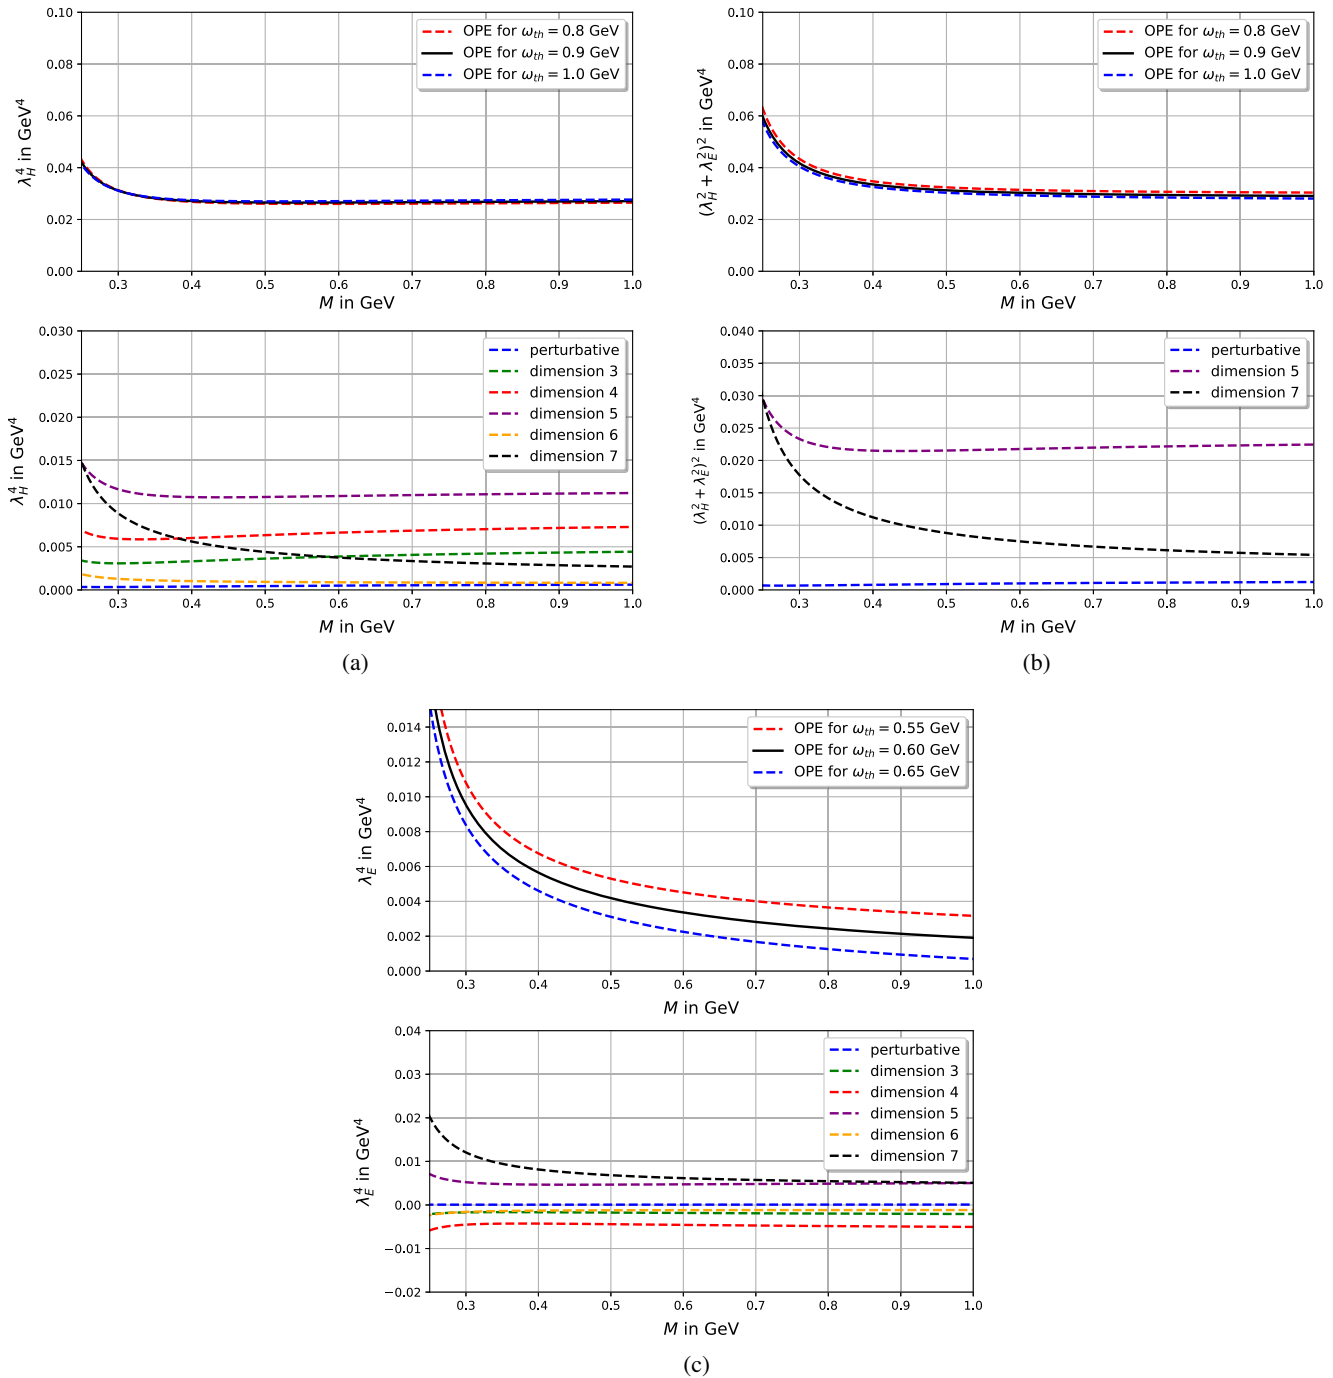 0.10
0.08
0.06
0.04
0.02
0.00
λ_H^4 in GeV^4
OPE for ω_th = 0.8 GeV
OPE for ω_th = 0.9 GeV
OPE for ω_th = 1.0 GeV
0.3 0.4 0.5 0.6 0.7 0.8 0.9 1.0
M in GeV
0.030
0.025
0.020
0.015
0.010
0.005
0.000
λ_H^4 in GeV^4
perturbative
dimension 3
dimension 4
dimension 5
dimension 6
dimension 7
0.3 0.4 0.5 0.6 0.7 0.8 0.9 1.0
M in GeV
(a)
0.10
0.08
0.06
0.04
0.02
0.00
(λ_H^2 + λ_E^2)^2 in GeV^4
OPE for ω_th = 0.8 GeV
OPE for ω_th = 0.9 GeV
OPE for ω_th = 1.0 GeV
0.3 0.4 0.5 0.6 0.7 0.8 0.9 1.0
M in GeV
0.040
0.035
0.030
0.025
0.020
0.015
0.010
0.005
0.000
(λ_H^2 + λ_E^2)^2 in GeV^4
perturbative
dimension 5
dimension 7
0.3 0.4 0.5 0.6 0.7 0.8 0.9 1.0
M in GeV
(b)
0.014
0.012
0.010
0.008
0.006
0.004
0.002
0.000
λ_E^4 in GeV^4
OPE for ω_th = 0.55 GeV
OPE for ω_th = 0.60 GeV
OPE for ω_th = 0.65 GeV
0.3 0.4 0.5 0.6 0.7 0.8 0.9 1.0
M in GeV
0.04
0.03
0.02
0.01
0.00
−0.01
−0.02
λ_E^4 in GeV^4
perturbative
dimension 3
dimension 4
dimension 5
dimension 6
dimension 7
0.3 0.4 0.5 0.6 0.7 0.8 0.9 1.0
M in GeV
(c)